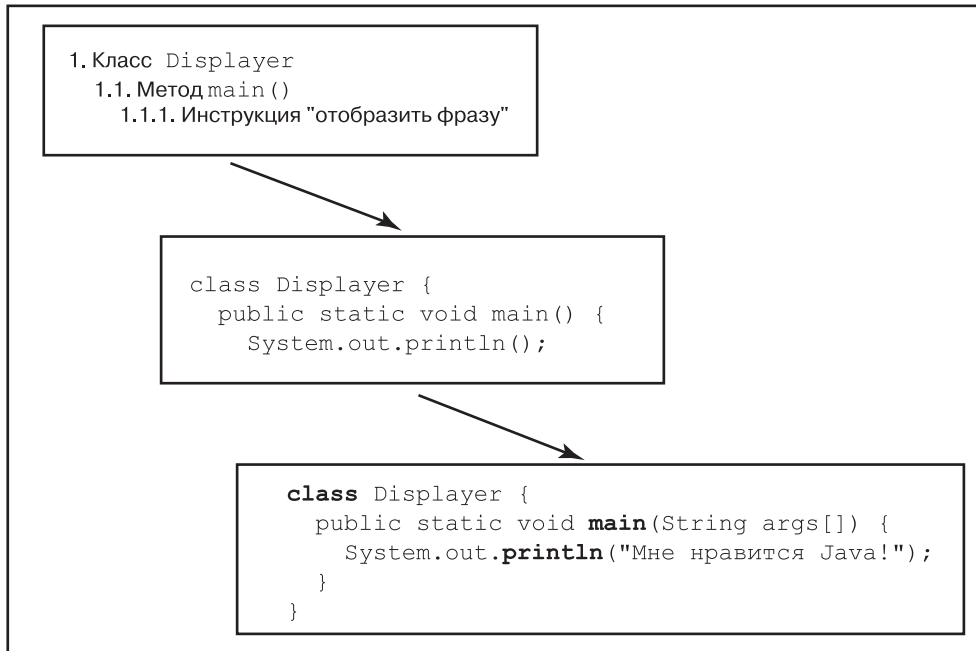 1. Класс Displayer
1.1. Метод main()
1.1.1. Инструкция "отобразить фразу"
class Displayer {
public static void main() {
System.out.println();
class Displayer {
public static void main(String args[]) {
System.out.println("Мне нравится Java!");
}
}